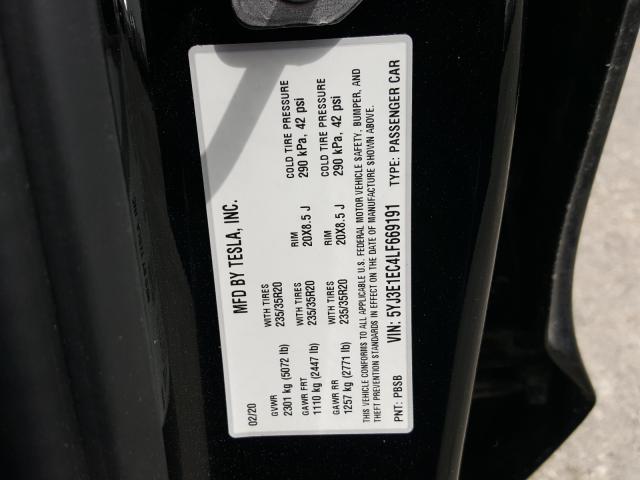 MFD BY TESLA, INC.
02/20
GVWR WITH TIRES RIM COLD TIRE PRESSURE
2301 kg (5072 lb) 235/35R20 20X8.5 J 290 kPa, 42 psi
GAWR FRT WITH TIRES RIM COLD TIRE PRESSURE
1110 kg (2447 lb) 235/35R20 20X8.5 J 290 kPa, 42 psi
GAWR RR WITH TIRES
1257 kg (2771 lb) 235/35R20
THIS VEHICLE CONFORMS TO ALL APPLICABLE U.S. FEDERAL MOTOR VEHICLE SAFETY, BUMPER, AND
THEFT PREVENTION STANDARDS IN EFFECT ON THE DATE OF MANUFACTURE SHOWN ABOVE.
PNT: PBSB VIN: 5YJ3E1EC4LF669191 TYPE: PASSENGER CAR